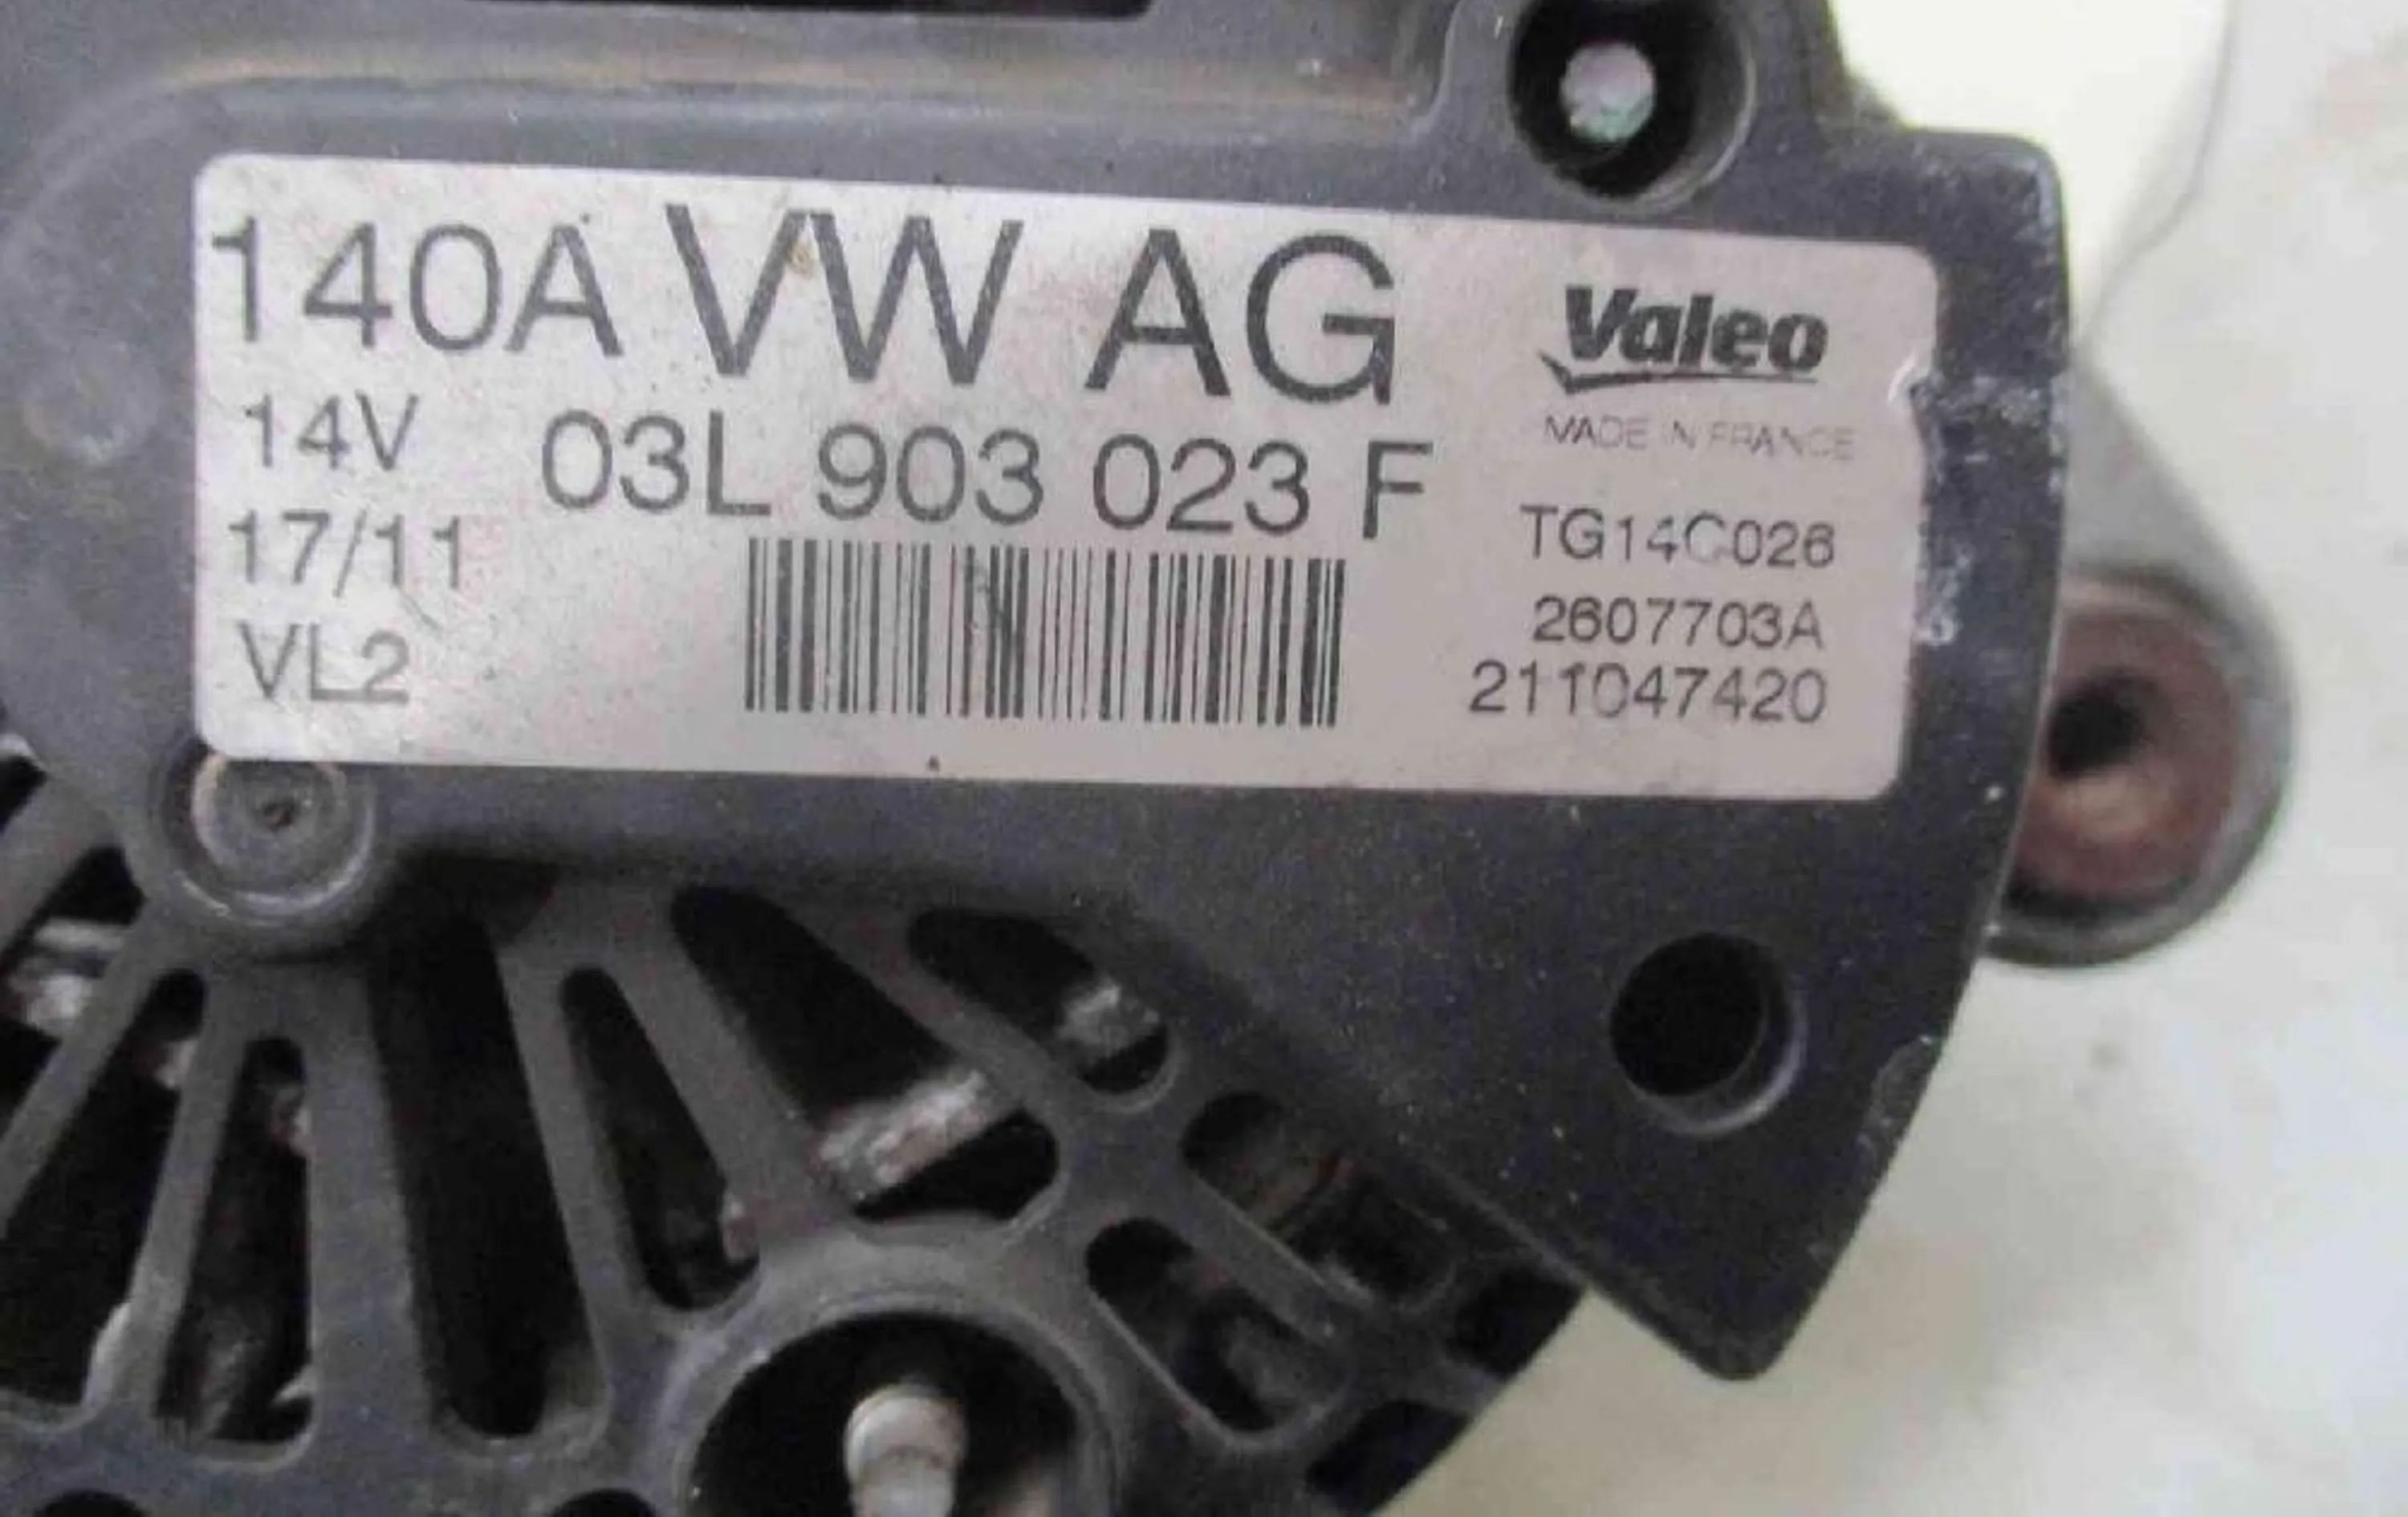 140A VW AG
14V
03L 903 023 F
17/11
VL2
Valeo
MADE IN FRANCE
TG14C026
2607703A
211047420